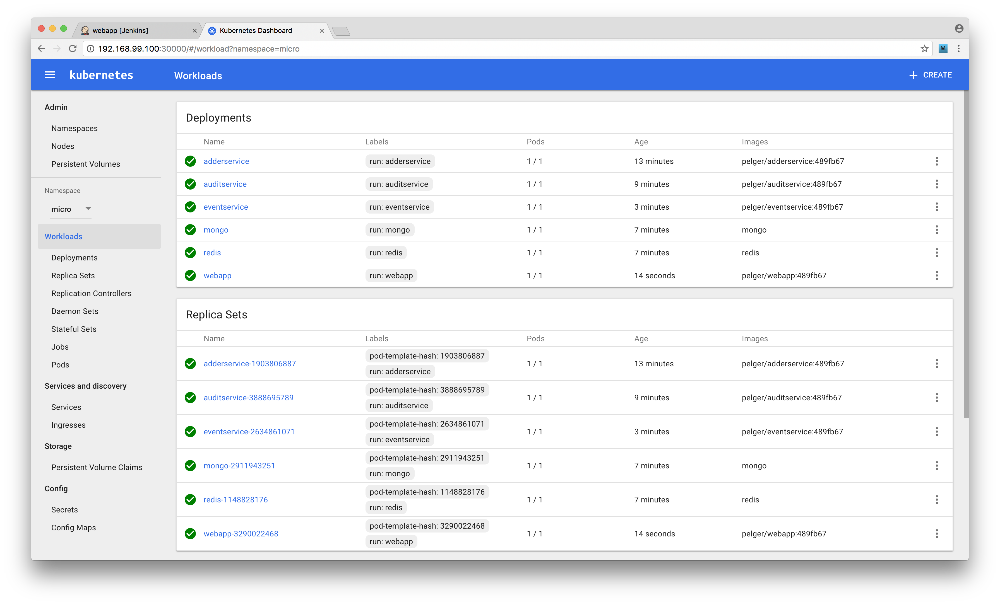 webapp [Jenkins]
Kubernetes Dashboard
192.168.99.100:30000/#/workload?namespace=micro
M
kubernetes
Workloads
CREATE
Admin
Namespaces
Nodes
Persistent Volumes
Namespace
micro
Workloads
Deployments
Replica Sets
Replication Controllers
Daemon Sets
Stateful Sets
Jobs
Pods
Services and discovery
Services
Ingresses
Storage
Persistent Volume Claims
Config
Secrets
Config Maps
Deployments
Name Labels Pods Age Images
adderservice run: adderservice 1 / 1 13 minutes pelger/adderservice:489fb67
auditservice run: auditservice 1 / 1 9 minutes pelger/auditservice:489fb67
eventservice run: eventservice 1 / 1 3 minutes pelger/eventservice:489fb67
mongo run: mongo 1 / 1 7 minutes mongo
redis run: redis 1 / 1 7 minutes redis
webapp run: webapp 1 / 1 14 seconds pelger/webapp:489fb67
Replica Sets
Name Labels Pods Age Images
pod-template-hash: 1903806887
adderservice-1903806887 1 / 1 13 minutes pelger/adderservice:489fb67
run: adderservice
pod-template-hash: 3888695789
auditservice-3888695789 1 / 1 9 minutes pelger/auditservice:489fb67
run: auditservice
pod-template-hash: 2634861071
eventservice-2634861071 1 / 1 3 minutes pelger/eventservice:489fb67
run: eventservice
pod-template-hash: 2911943251
mongo-2911943251 1 / 1 7 minutes mongo
run: mongo
pod-template-hash: 1148828176
redis-1148828176 1 / 1 7 minutes redis
run: redis
pod-template-hash: 3290022468
webapp-3290022468 1 / 1 14 seconds pelger/webapp:489fb67
run: webapp